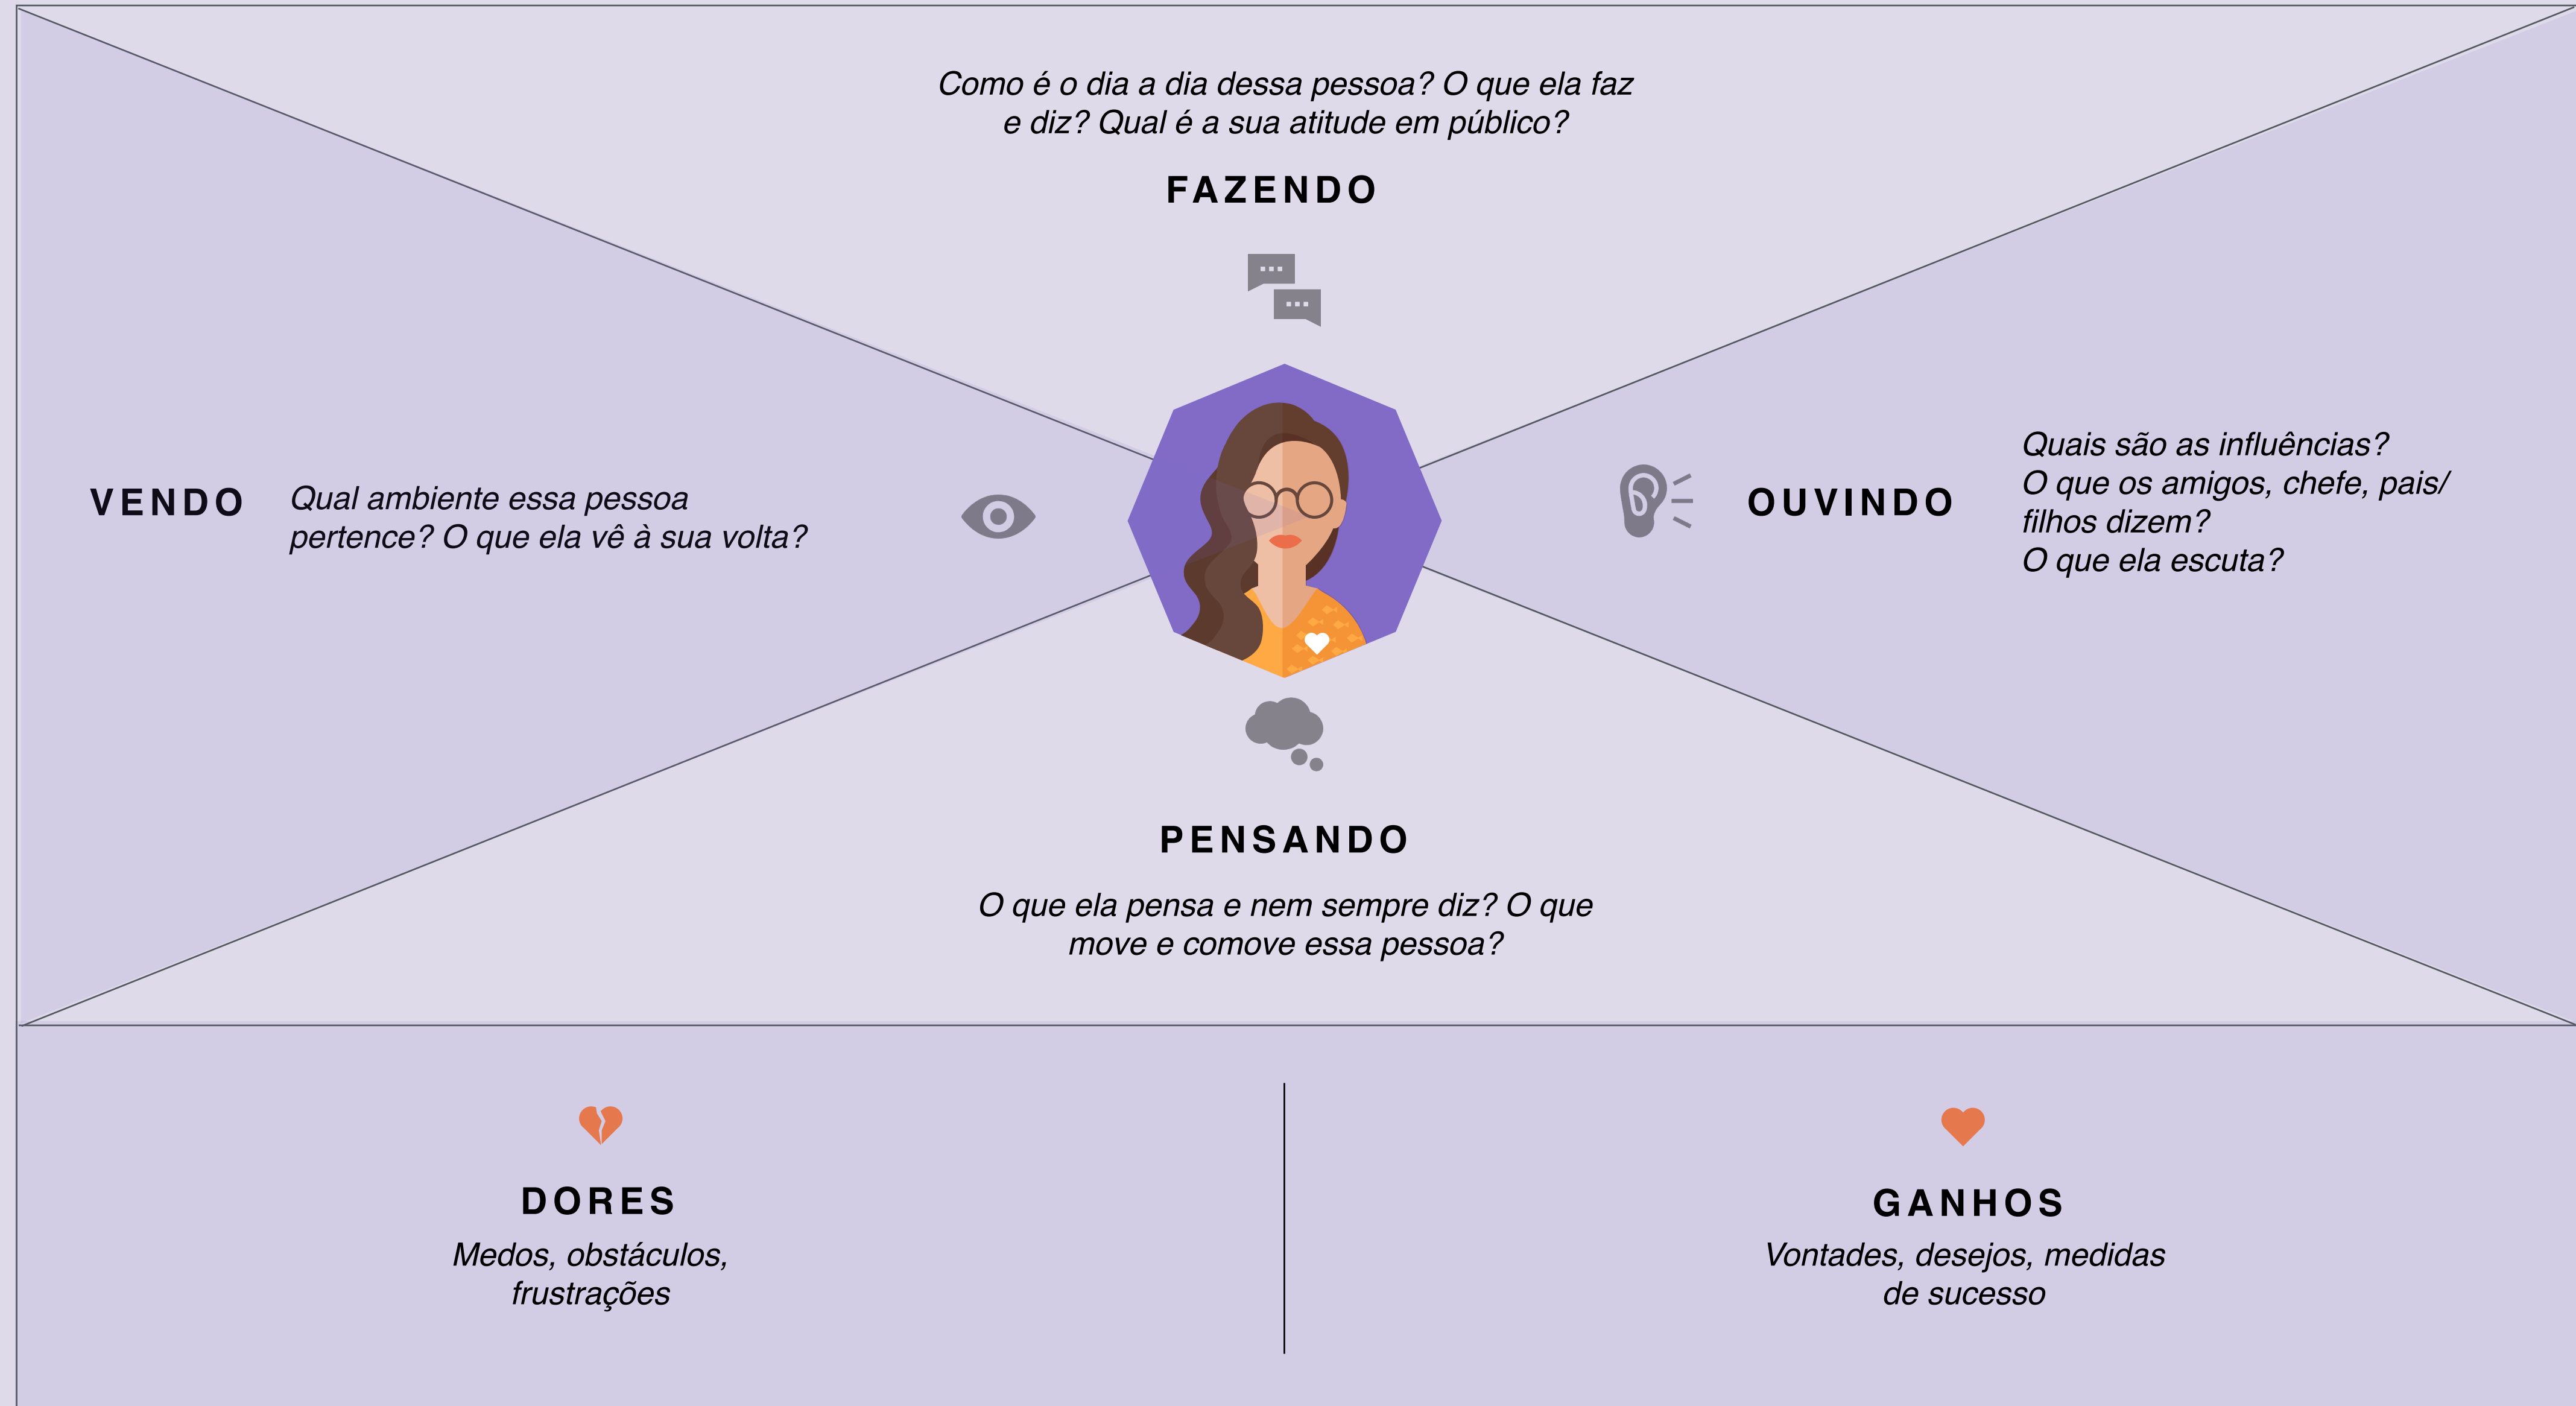 Como é o dia a dia dessa pessoa? O que ela faz
e diz? Qual é a sua atitude em público?
FAZENDO
VENDO
Qual ambiente essa pessoa
pertence? O que ela vê à sua volta?
OUVINDO
Quais são as influências?
O que os amigos, chefe, pais/
filhos dizem?
O que ela escuta?
PENSANDO
O que ela pensa e nem sempre diz? O que
move e comove essa pessoa?
DORES
Medos, obstáculos,
frustrações
GANHOS
Vontades, desejos, medidas
de sucesso